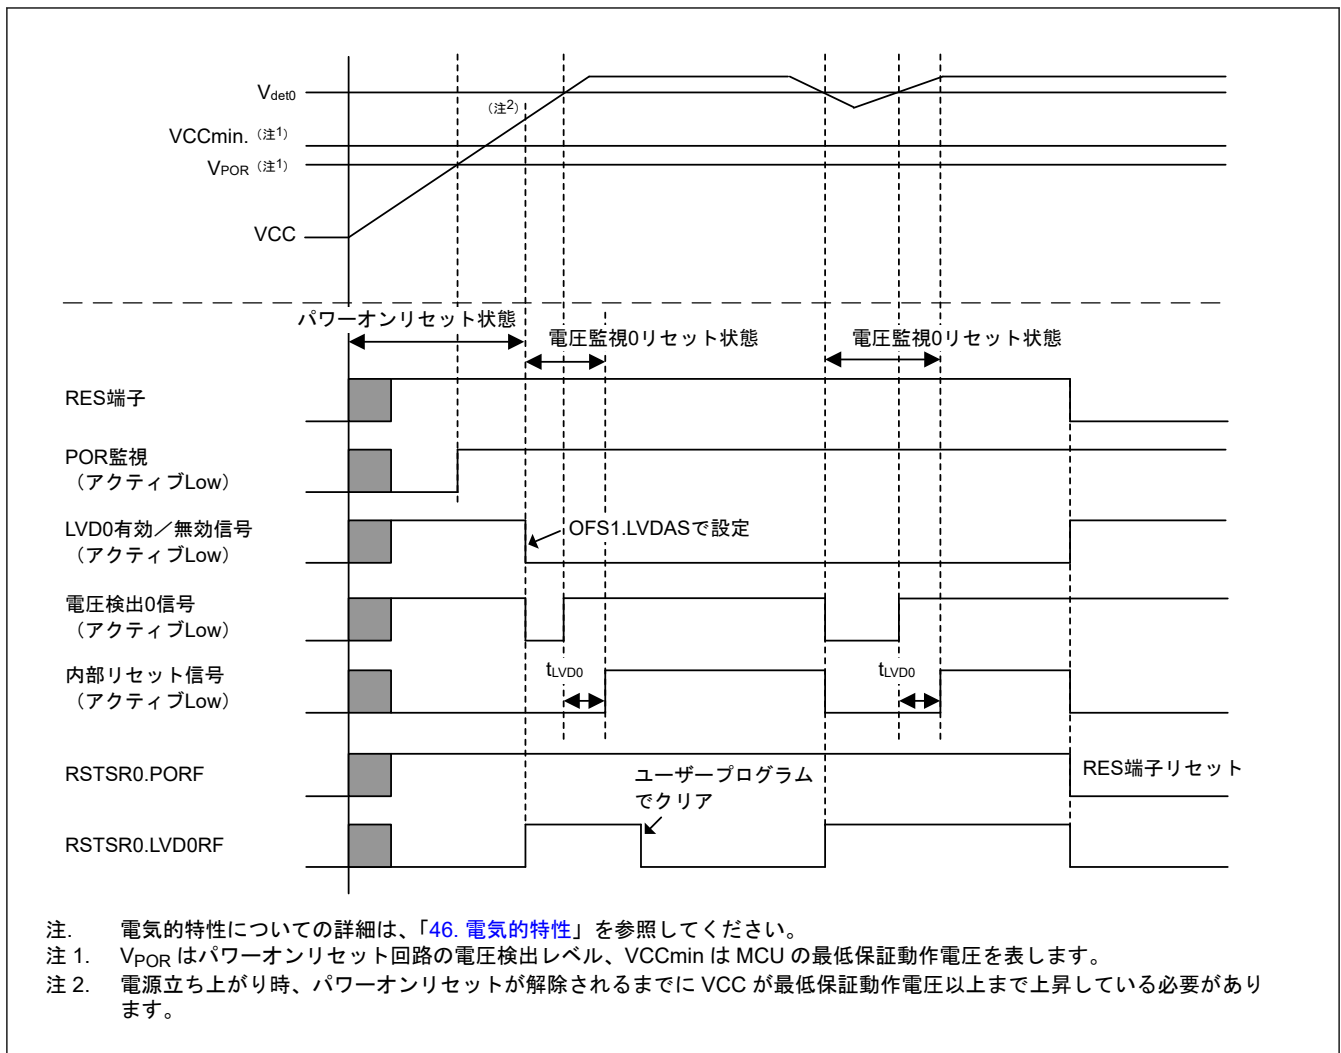 Vdet0
(注2)
VCCmin. (注1)
VPOR (注1)
VCC
パワーオンリセット状態
電圧監視0リセット状態
電圧監視0リセット状態
RES端子
POR監視
（アクティブLow）
LVD0有効／無効信号
（アクティブLow）
OFS1.LVDASで設定
電圧検出0信号
（アクティブLow）
内部リセット信号
（アクティブLow）
tLVD0
tLVD0
RSTSR0.PORF
ユーザープログラム
でクリア
RES端子リセット
RSTSR0.LVD0RF
注. 電気的特性についての詳細は、「46. 電気的特性」を参照してください。
注 1. VPOR はパワーオンリセット回路の電圧検出レベル、VCCmin は MCU の最低保証動作電圧を表します。
注 2. 電源立ち上がり時、パワーオンリセットが解除されるまでに VCC が最低保証動作電圧以上まで上昇している必要があり
ます。